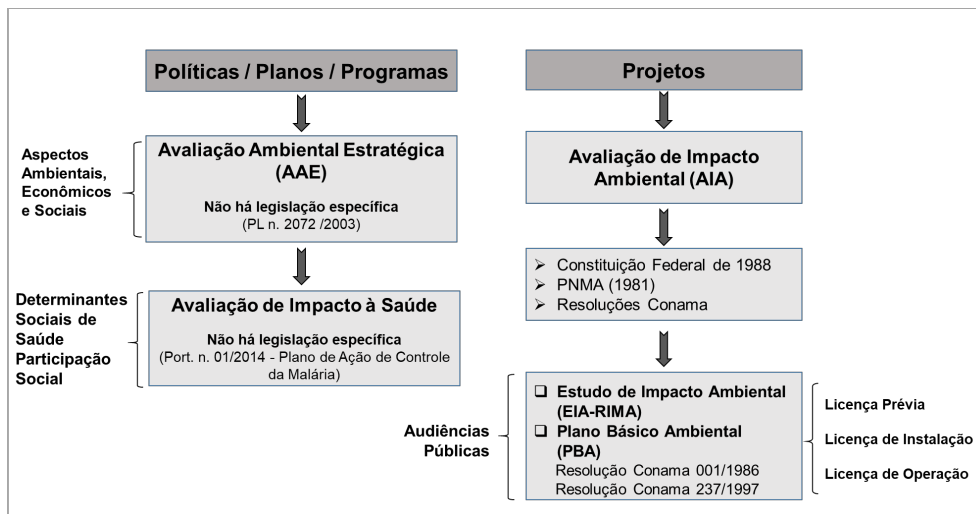 Políticas / Planos / Programas
Aspectos
Ambientais,
Econômicos
e Sociais
Avaliação Ambiental Estratégica
(AAE)
Não há legislação específica
(PL n. 2072 /2003)
Determinantes
Sociais de
Saúde
Participação
Social
Avaliação de Impacto à Saúde
Não há legislação específica
(Port. n. 01/2014 - Plano de Ação de Controle
da Malária)
Projetos
Avaliação de Impacto
Ambiental (AIA)
Constituição Federal de 1988
PNMA (1981)
Resoluções Conama
Audiências
Públicas
Estudo de Impacto Ambiental
(EIA-RIMA)
Plano Básico Ambiental
(PBA)
Resolução Conama 001/1986
Resolução Conama 237/1997
Licença Prévia
Licença de Instalação
Licença de Operação